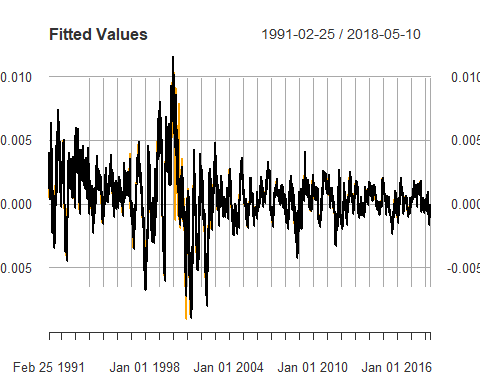 Fitted Values 1991-02-25 / 2018-05-10
0.010 0.010
0.005 0.005
0.000 0.000
-0.005 -0.005
Feb 25 1991 Jan 01 1998 Jan 01 2004 Jan 01 2010 Jan 01 2016